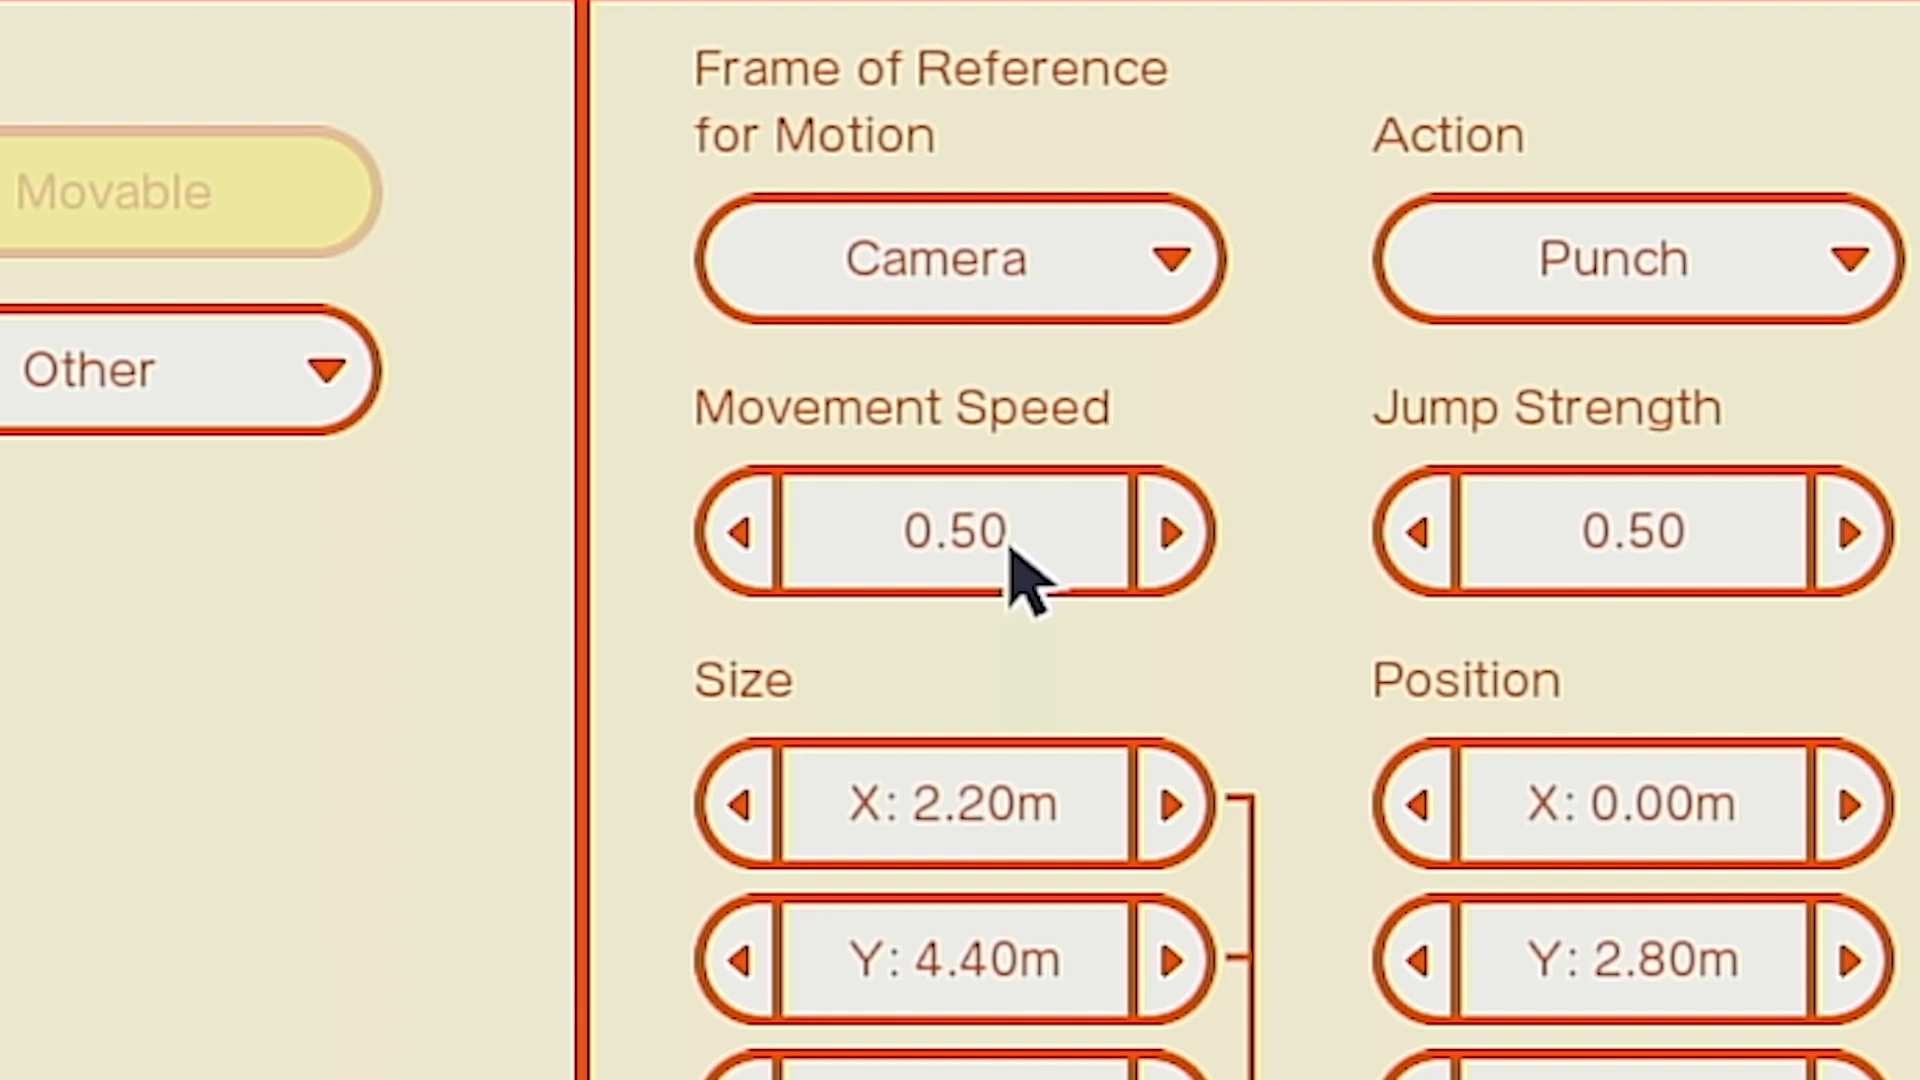 Movable
Other
Frame of Reference
for Motion
Camera
Action
Punch
Movement Speed
0.50
Jump Strength
0.50
Size
X: 2.20m
Y: 4.40m
Position
X: 0.00m
Y: 2.80m